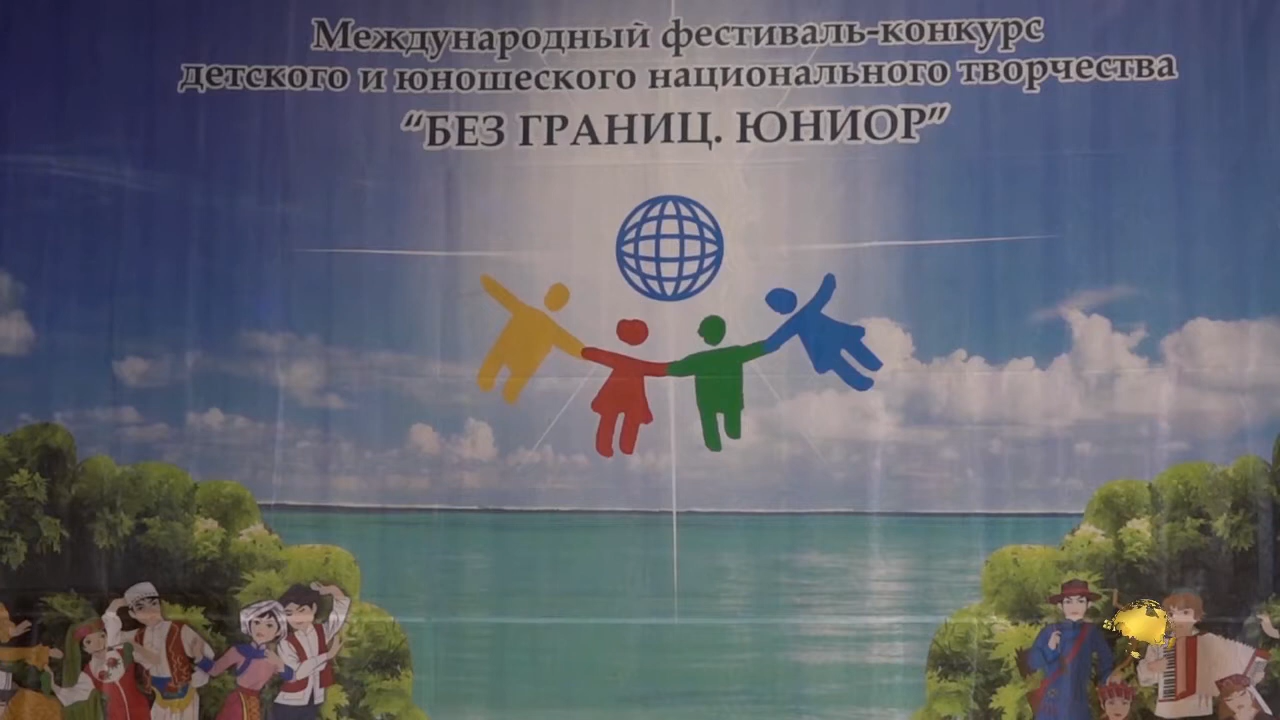 Международный фестиваль-конкурс
детского и юношеского национального творчества
“БЕЗ ГРАНИЦ. ЮНИОР”